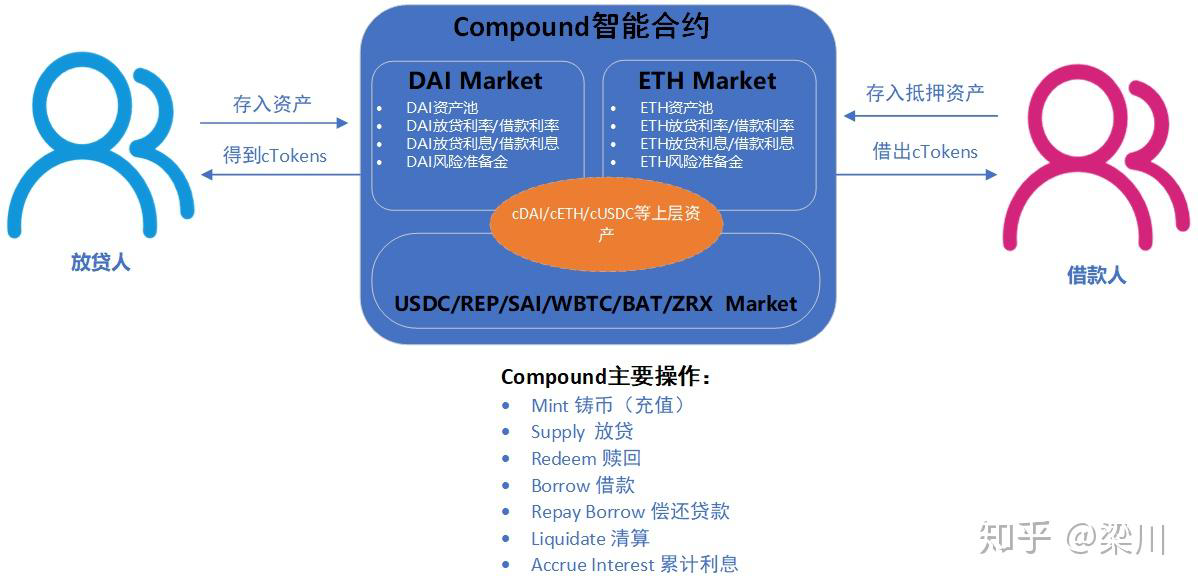 Compound智能合约
DAI Market
• DAI资产池
• DAI放贷利率/借款利率
• DAI放贷利息/借款利息
• DAI风险准备金
ETH Market
• ETH资产池
• ETH放贷利率/借款利率
• ETH放贷利息/借款利息
• ETH风险准备金
存入资产
得到cTokens
放贷人
存入抵押资产
借出cTokens
借款人
cDAI/cETH/cUSDC等上层资
产
USDC/REP/SAI/WBTC/BAT/ZRX Market
Compound主要操作：
• Mint 铸币（充值）
• Supply 放贷
• Redeem 赎回
• Borrow 借款
• Repay Borrow 偿还贷款
• Liquidate 清算
• Accrue Interest 累计利息
知乎 @梁川